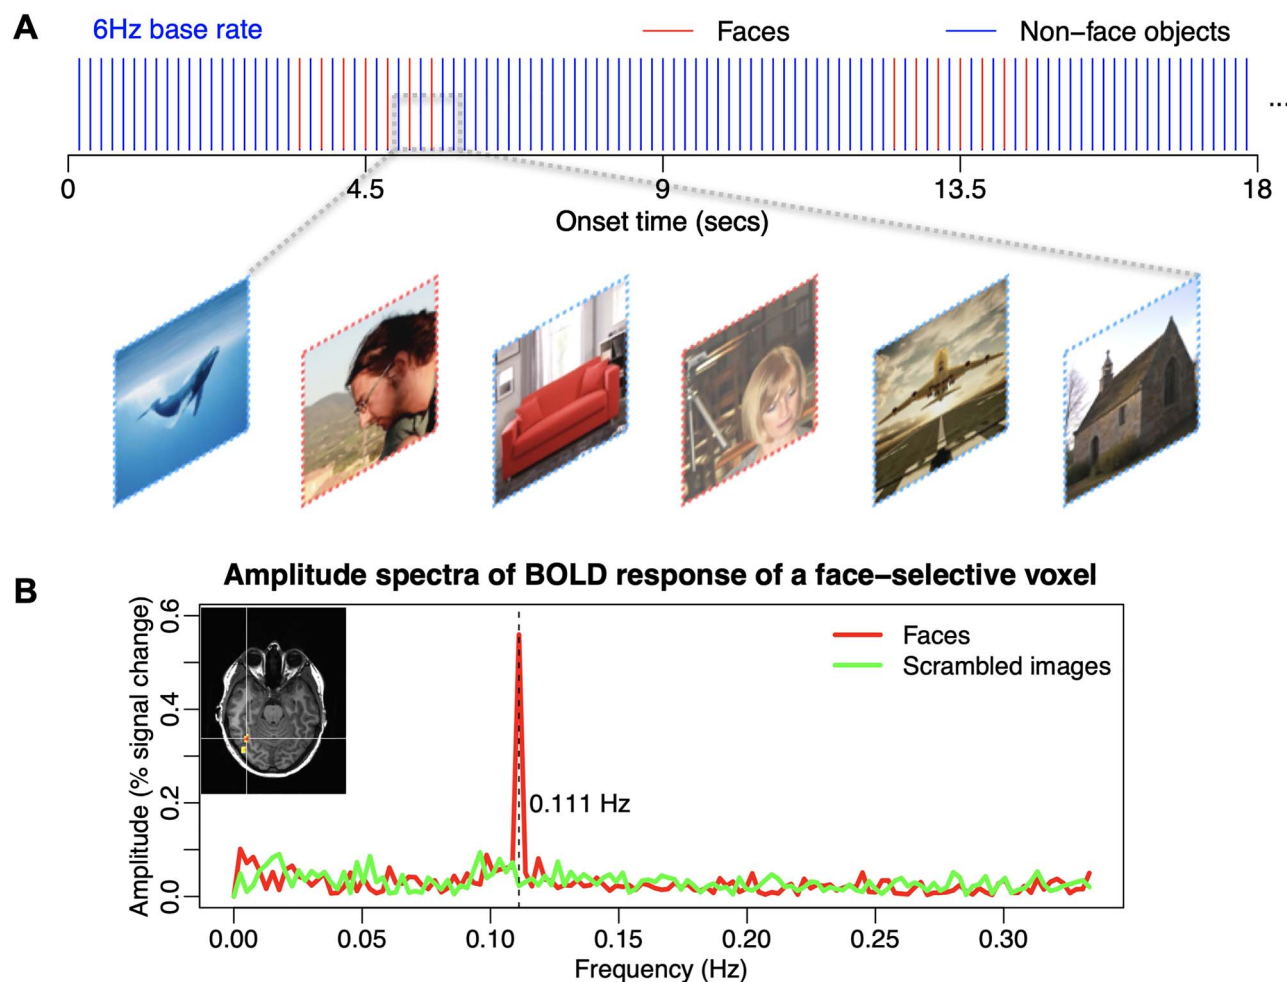 A
6Hz base rate
Faces
Non−face objects
...
0 4.5 9 13.5 18
Onset time (secs)
B
Amplitude spectra of BOLD response of a face−selective voxel
Amplitude (% signal change)
0.6
0.4
0.2
0.0
Faces
Scrambled images
0.111 Hz
0.00 0.05 0.10 0.15 0.20 0.25 0.30
Frequency (Hz)